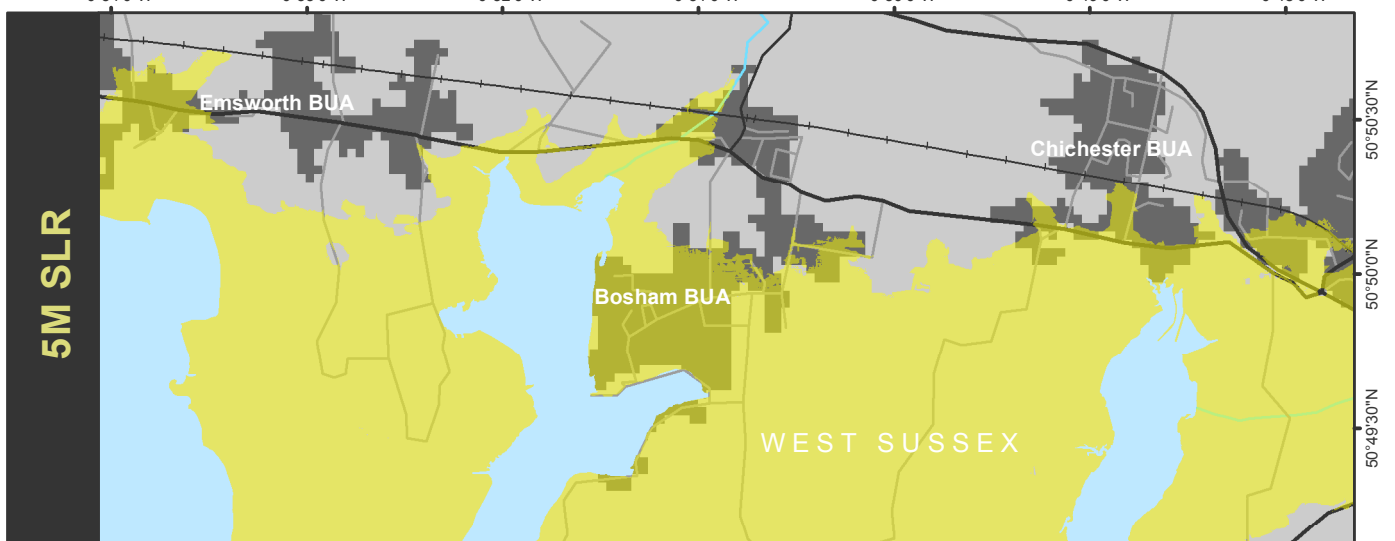 5M SLR
Emsworth BUA
Chichester BUA
Bosham BUA
WEST SUSSEX
50°50'30"N
50°50'0"N
50°49'30"N